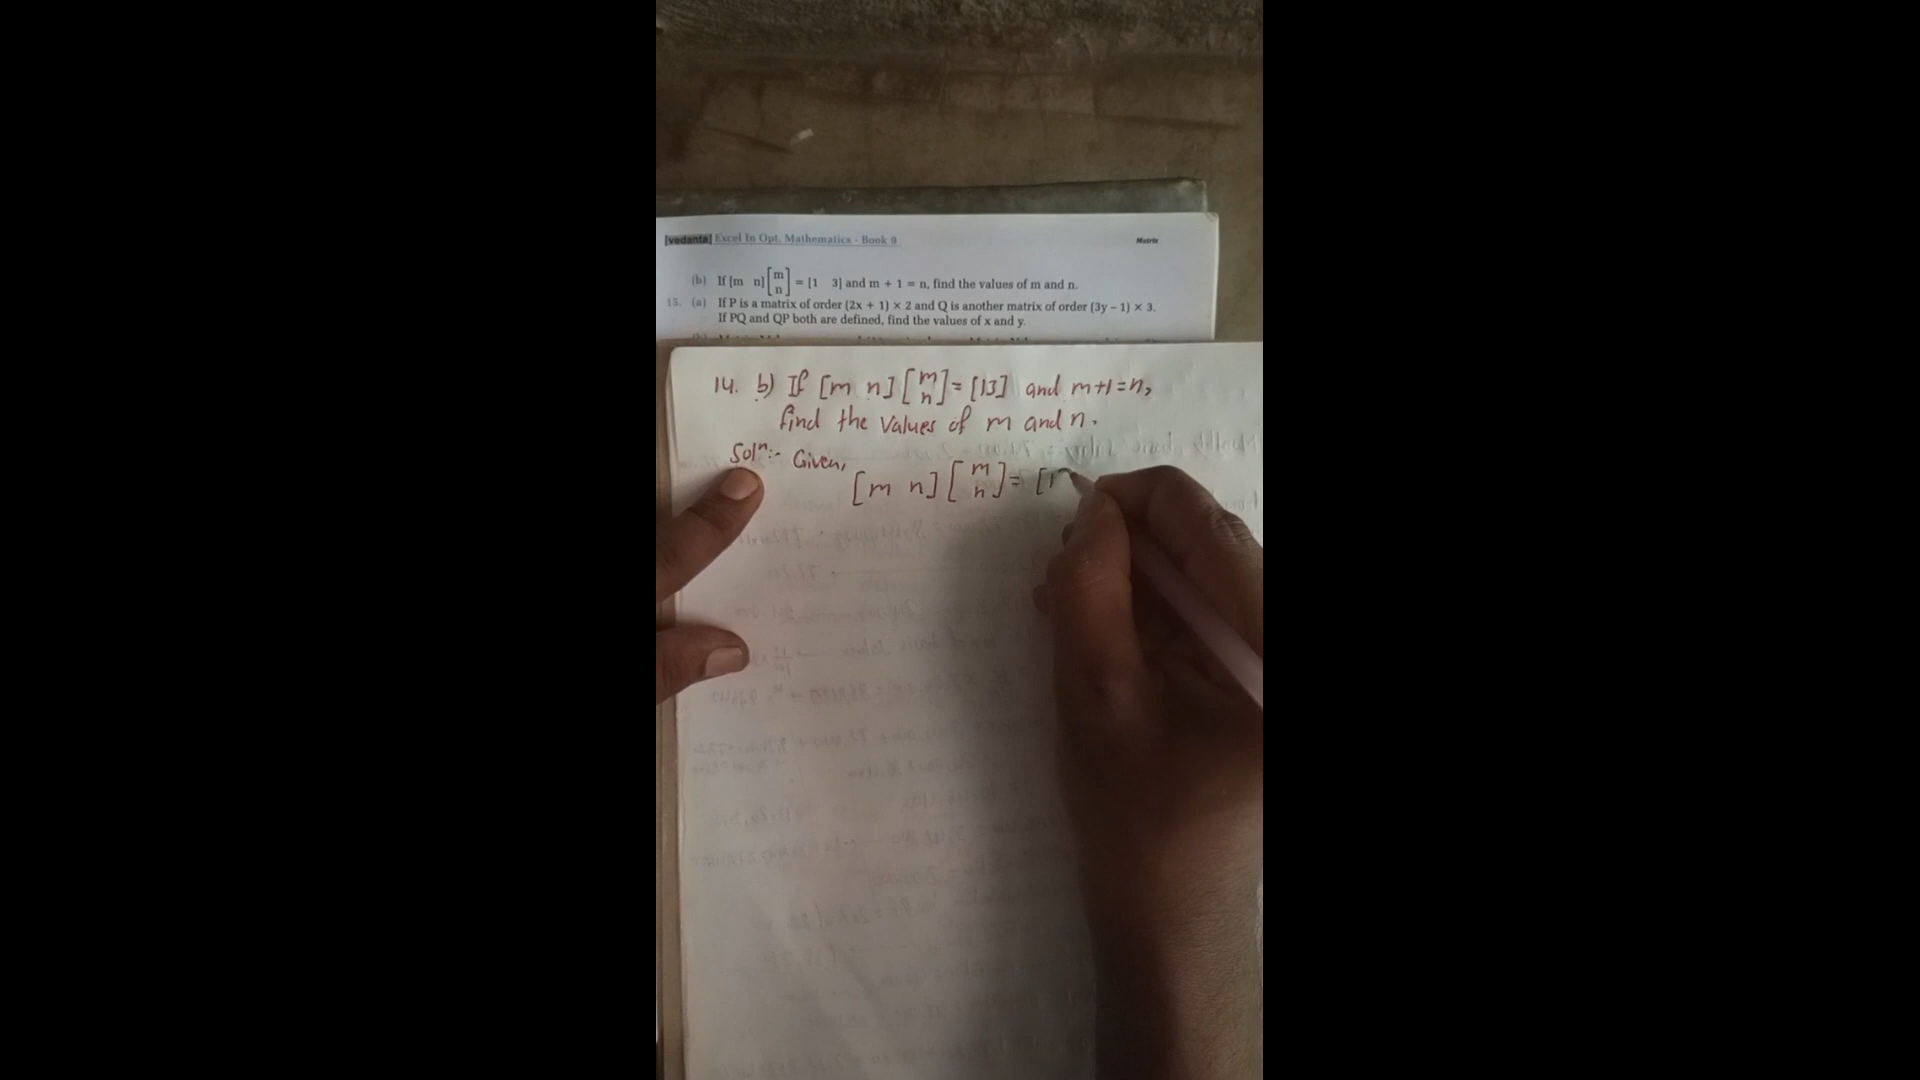 [vedanta] Excel In Opt. Mathematics - Book 9 Matrix
(b) If [m n] [m n] = [1 3] and m + 1 = n, find the values of m and n.
15. (a) If P is a matrix of order (2x + 1) × 2 and Q is another matrix of order (3y – 1) × 3.
If PQ and QP both are defined, find the values of x and y.
14. b) If [m n] [m n] = [13] and m+1=n,
find the values of m and n.
Solⁿ:- Given,
[m n] [m n] = [1